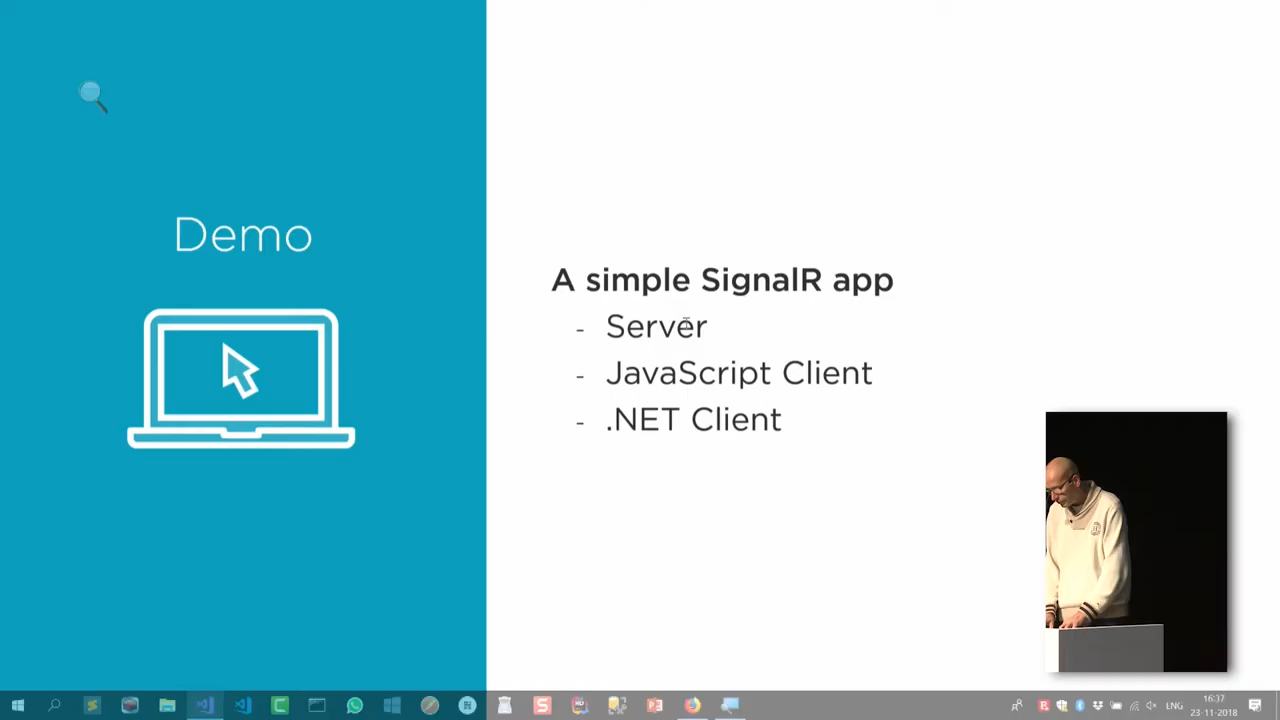 Demo
A simple SignalR app
- Server
- JavaScript Client
- .NET Client
ENG
16:37
23-11-2018